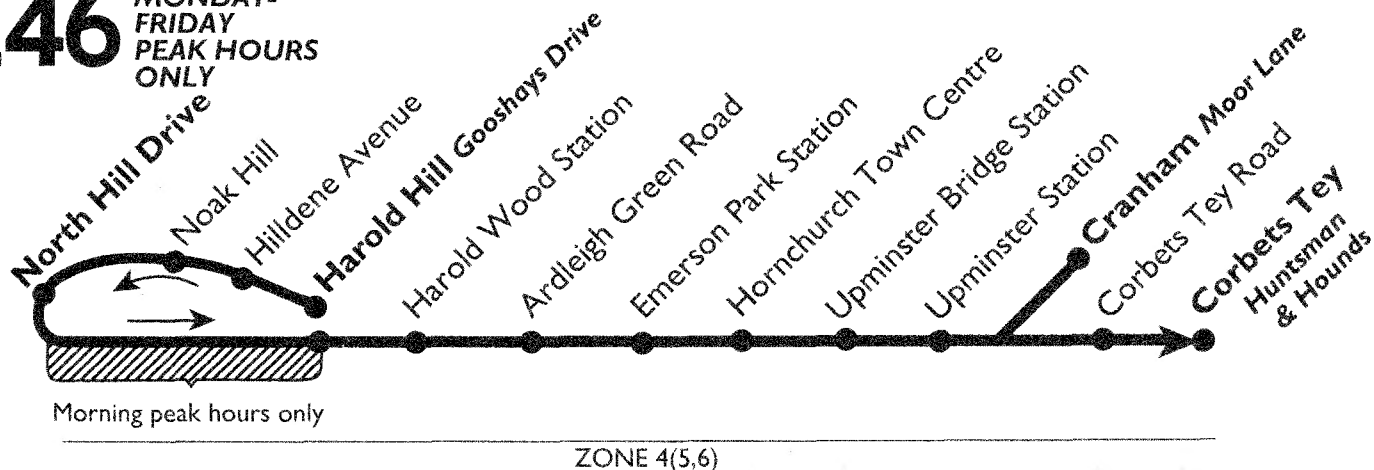 46
MONDAY-
FRIDAY
PEAK HOURS
ONLY
North Hill Drive
Noak Hill
Hilldene Avenue
Harold Hill Gooshays Drive
Harold Wood Station
Ardleigh Green Road
Emerson Park Station
Hornchurch Town Centre
Upminster Bridge Station
Upminster Station
Cranham Moor Lane
Corbets Tey Road
Corbets Tey
Huntsman
& Hounds
Morning peak hours only
ZONE 4(5,6)